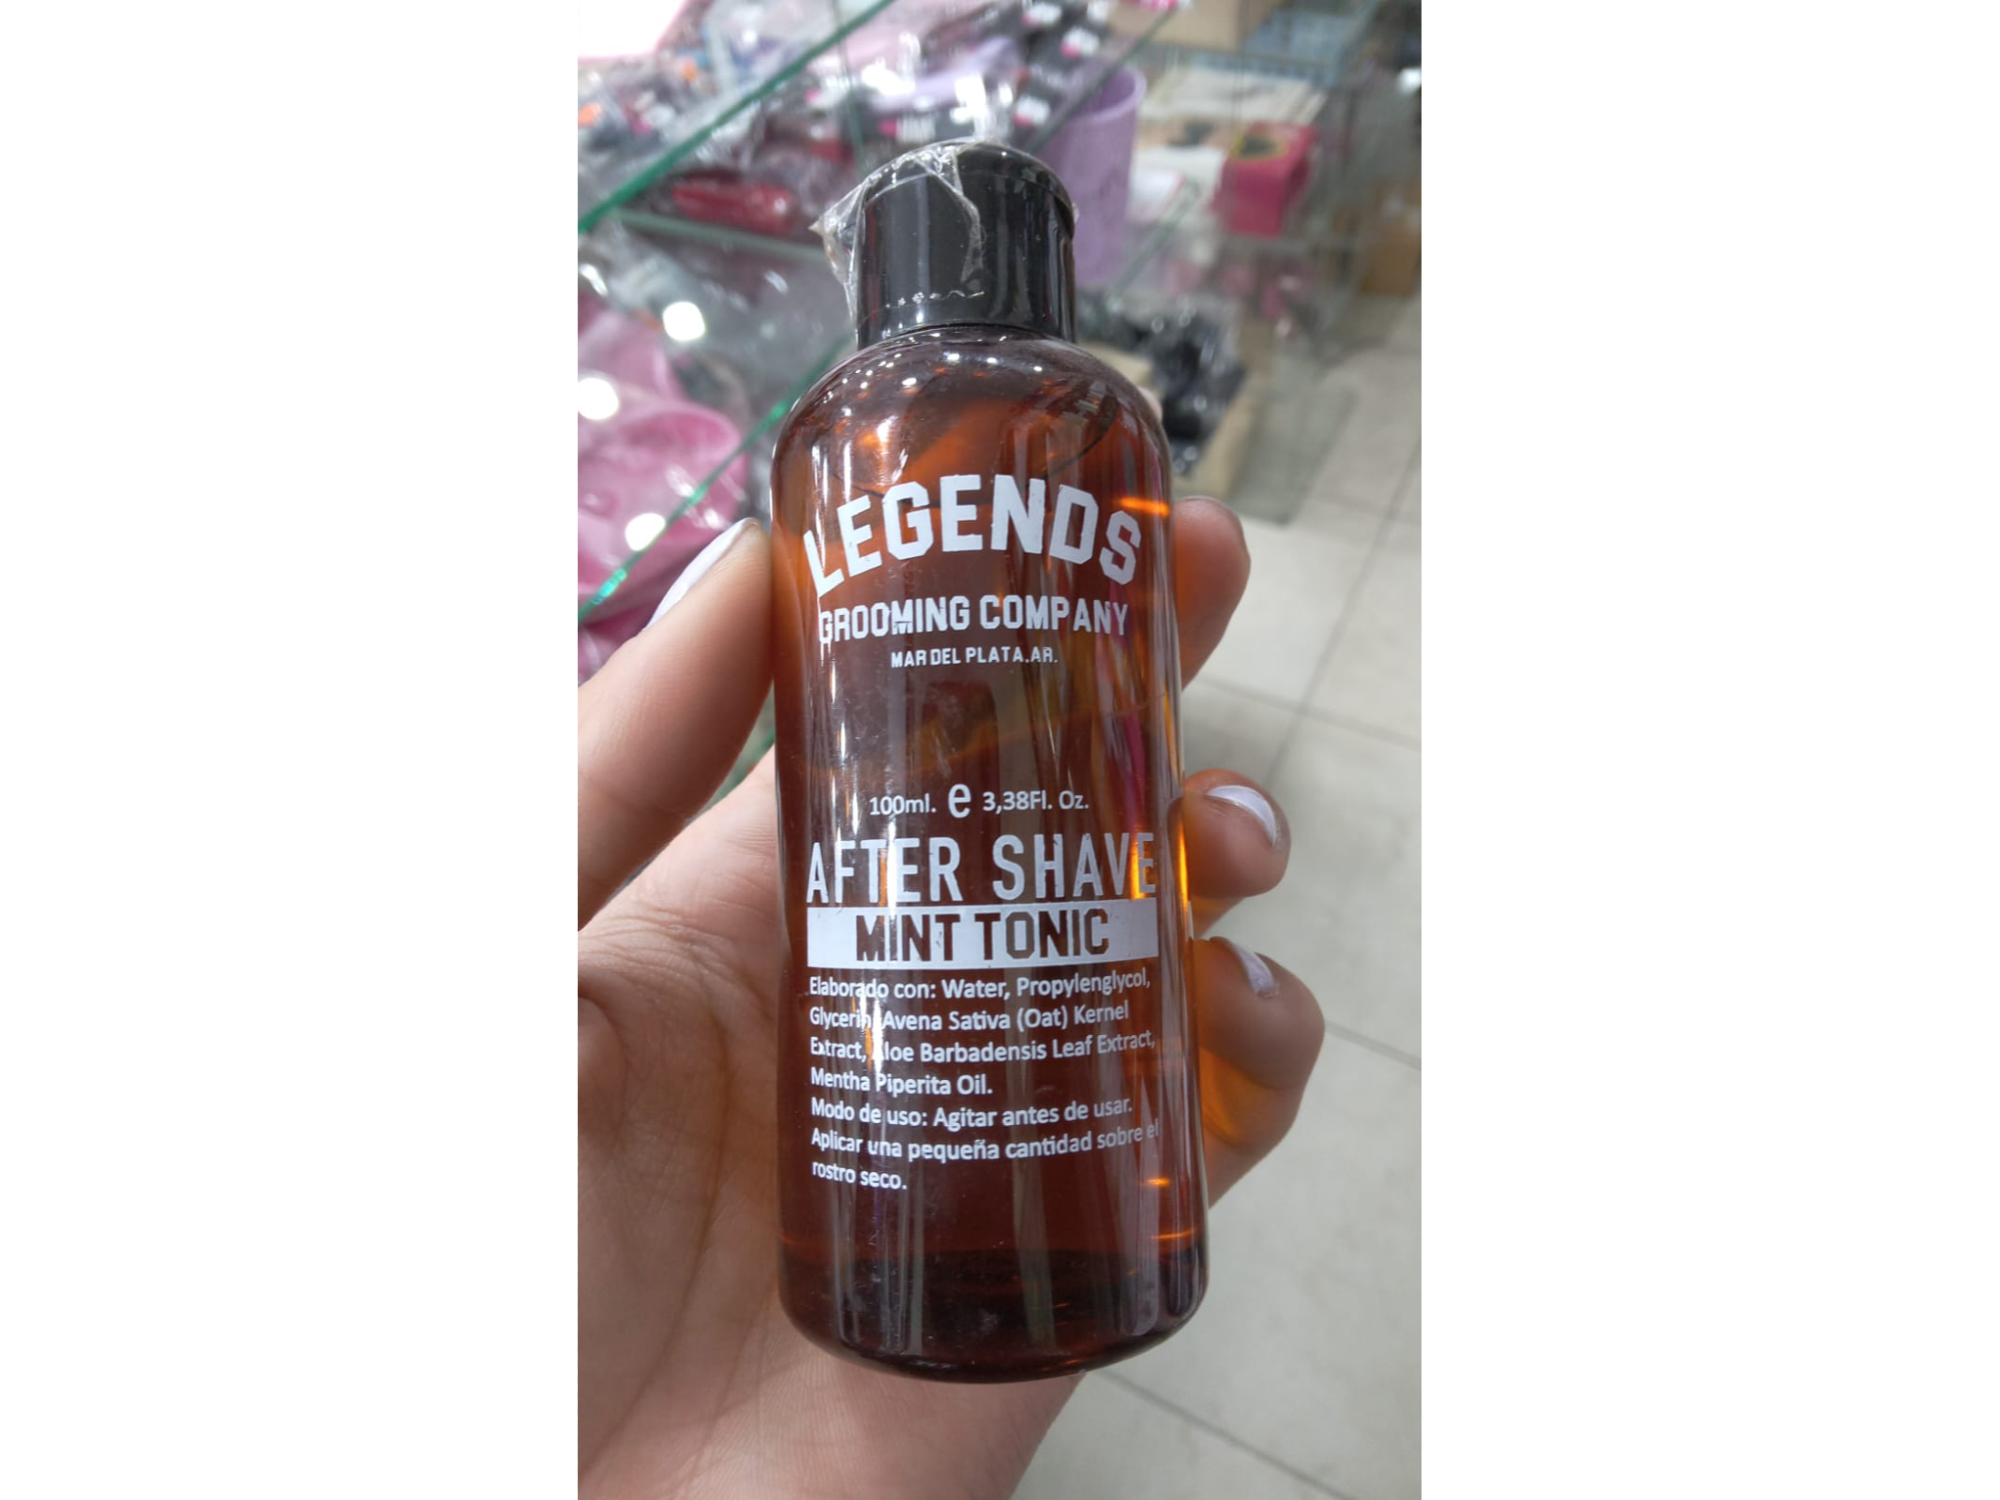 LEGENDS
GROOMING COMPANY
MAR DEL PLATA.AR.
100ml. e 3,38Fl. Oz.
AFTER SHAVE
MINT TONIC
Elaborado con: Water, Propylenglycol,
Glycerin, Avena Sativa (Oat) Kernel
Extract, Aloe Barbadensis Leaf Extract,
Mentha Piperita Oil.
Modo de uso: Agitar antes de usar.
Aplicar una pequeña cantidad sobre el
rostro seco.